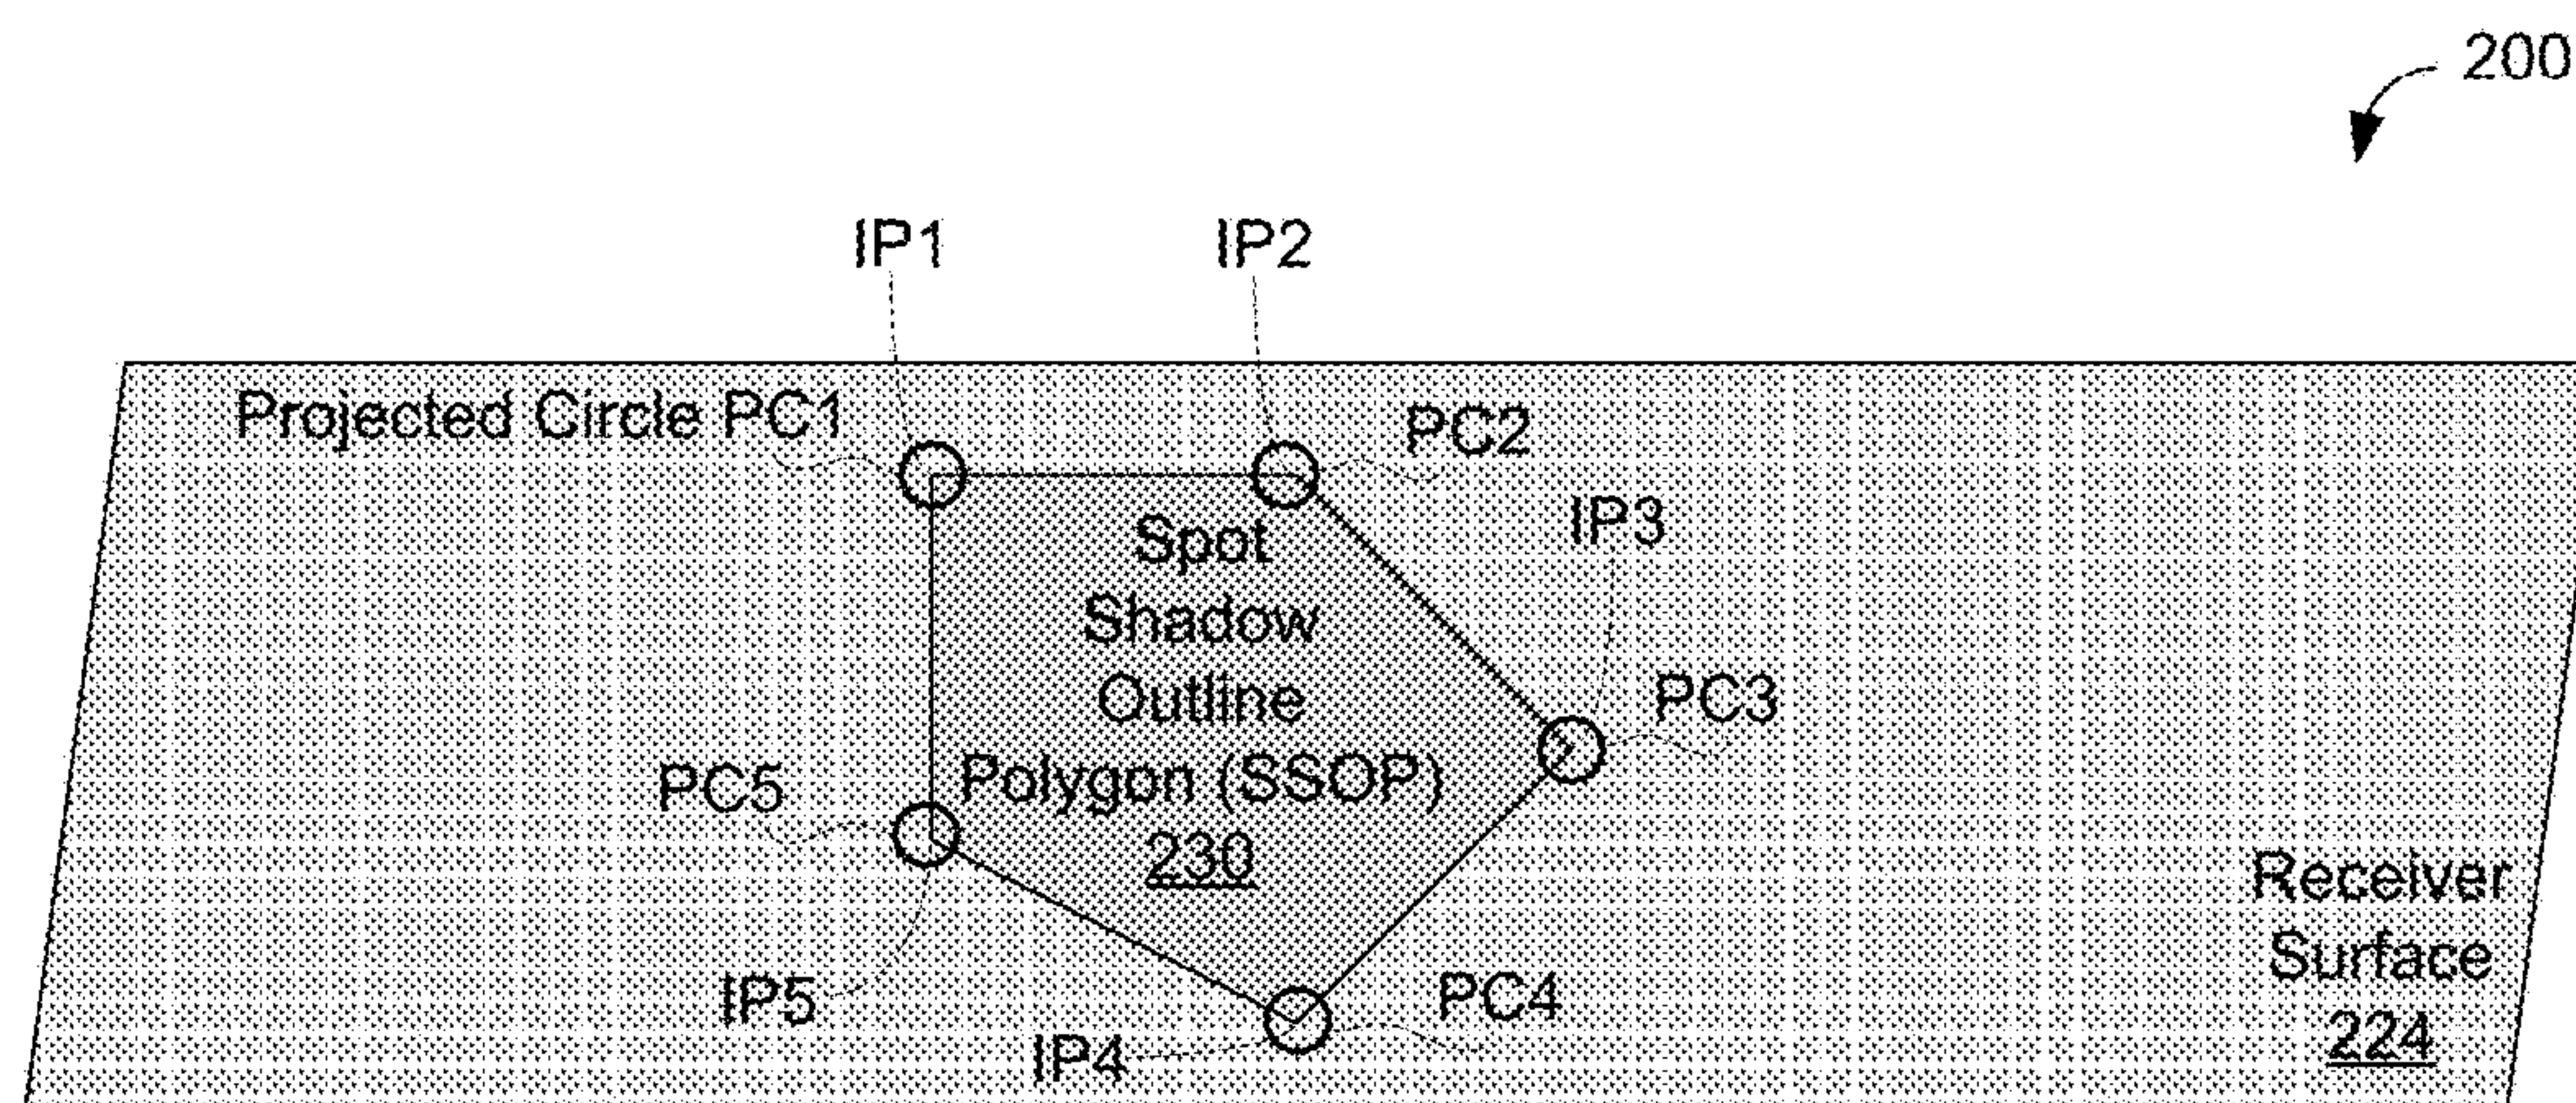 200
IP1
IP2
Projected Circle PC1
PC2
IP3
Spot
Shadow
Outline
Polygon (SSOP)
230
PC3
PC5
Receiver
Surface
224
IP5
PC4
IP4